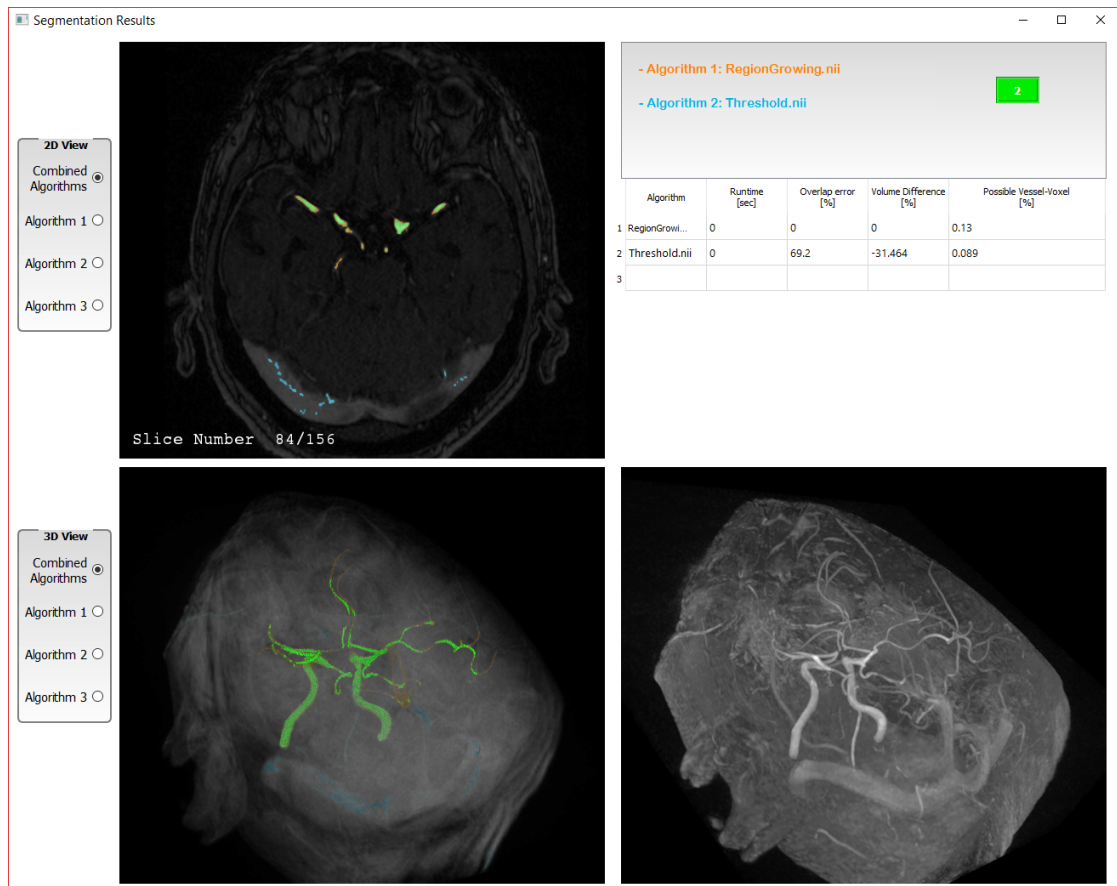 Segmentation Results
2D View
Combined
Algorithms
Algorithm 1
Algorithm 2
Algorithm 3
Slice Number 84/156
- Algorithm 1: RegionGrowing.nii
- Algorithm 2: Threshold.nii
2
Algorithm Runtime [sec] Overlap error [%] Volume Difference [%] Possible Vessel-Voxel [%]
1 RegionGrowi... 0 0 0 0.13
2 Threshold.nii 0 69.2 -31.464 0.089
3
3D View
Combined
Algorithms
Algorithm 1
Algorithm 2
Algorithm 3